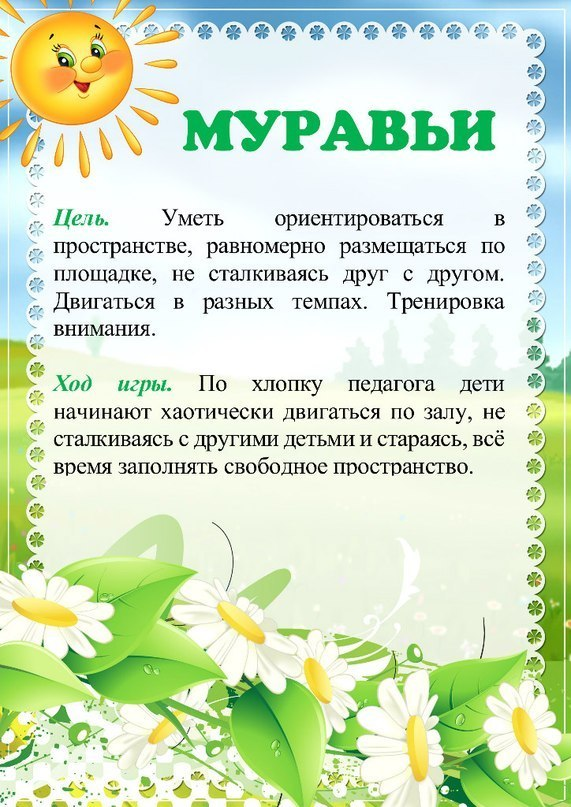 МУРАВЬИ
Цель. Уметь ориентироваться в
пространстве, равномерно размещаться по
площадке, не сталкиваясь друг с другом.
Двигаться в разных темпах. Тренировка
внимания.
Ход игры. По хлопку педагога дети
начинают хаотически двигаться по залу, не
сталкиваясь с другими детьми и стараясь, всё
время заполнять свободное пространство.